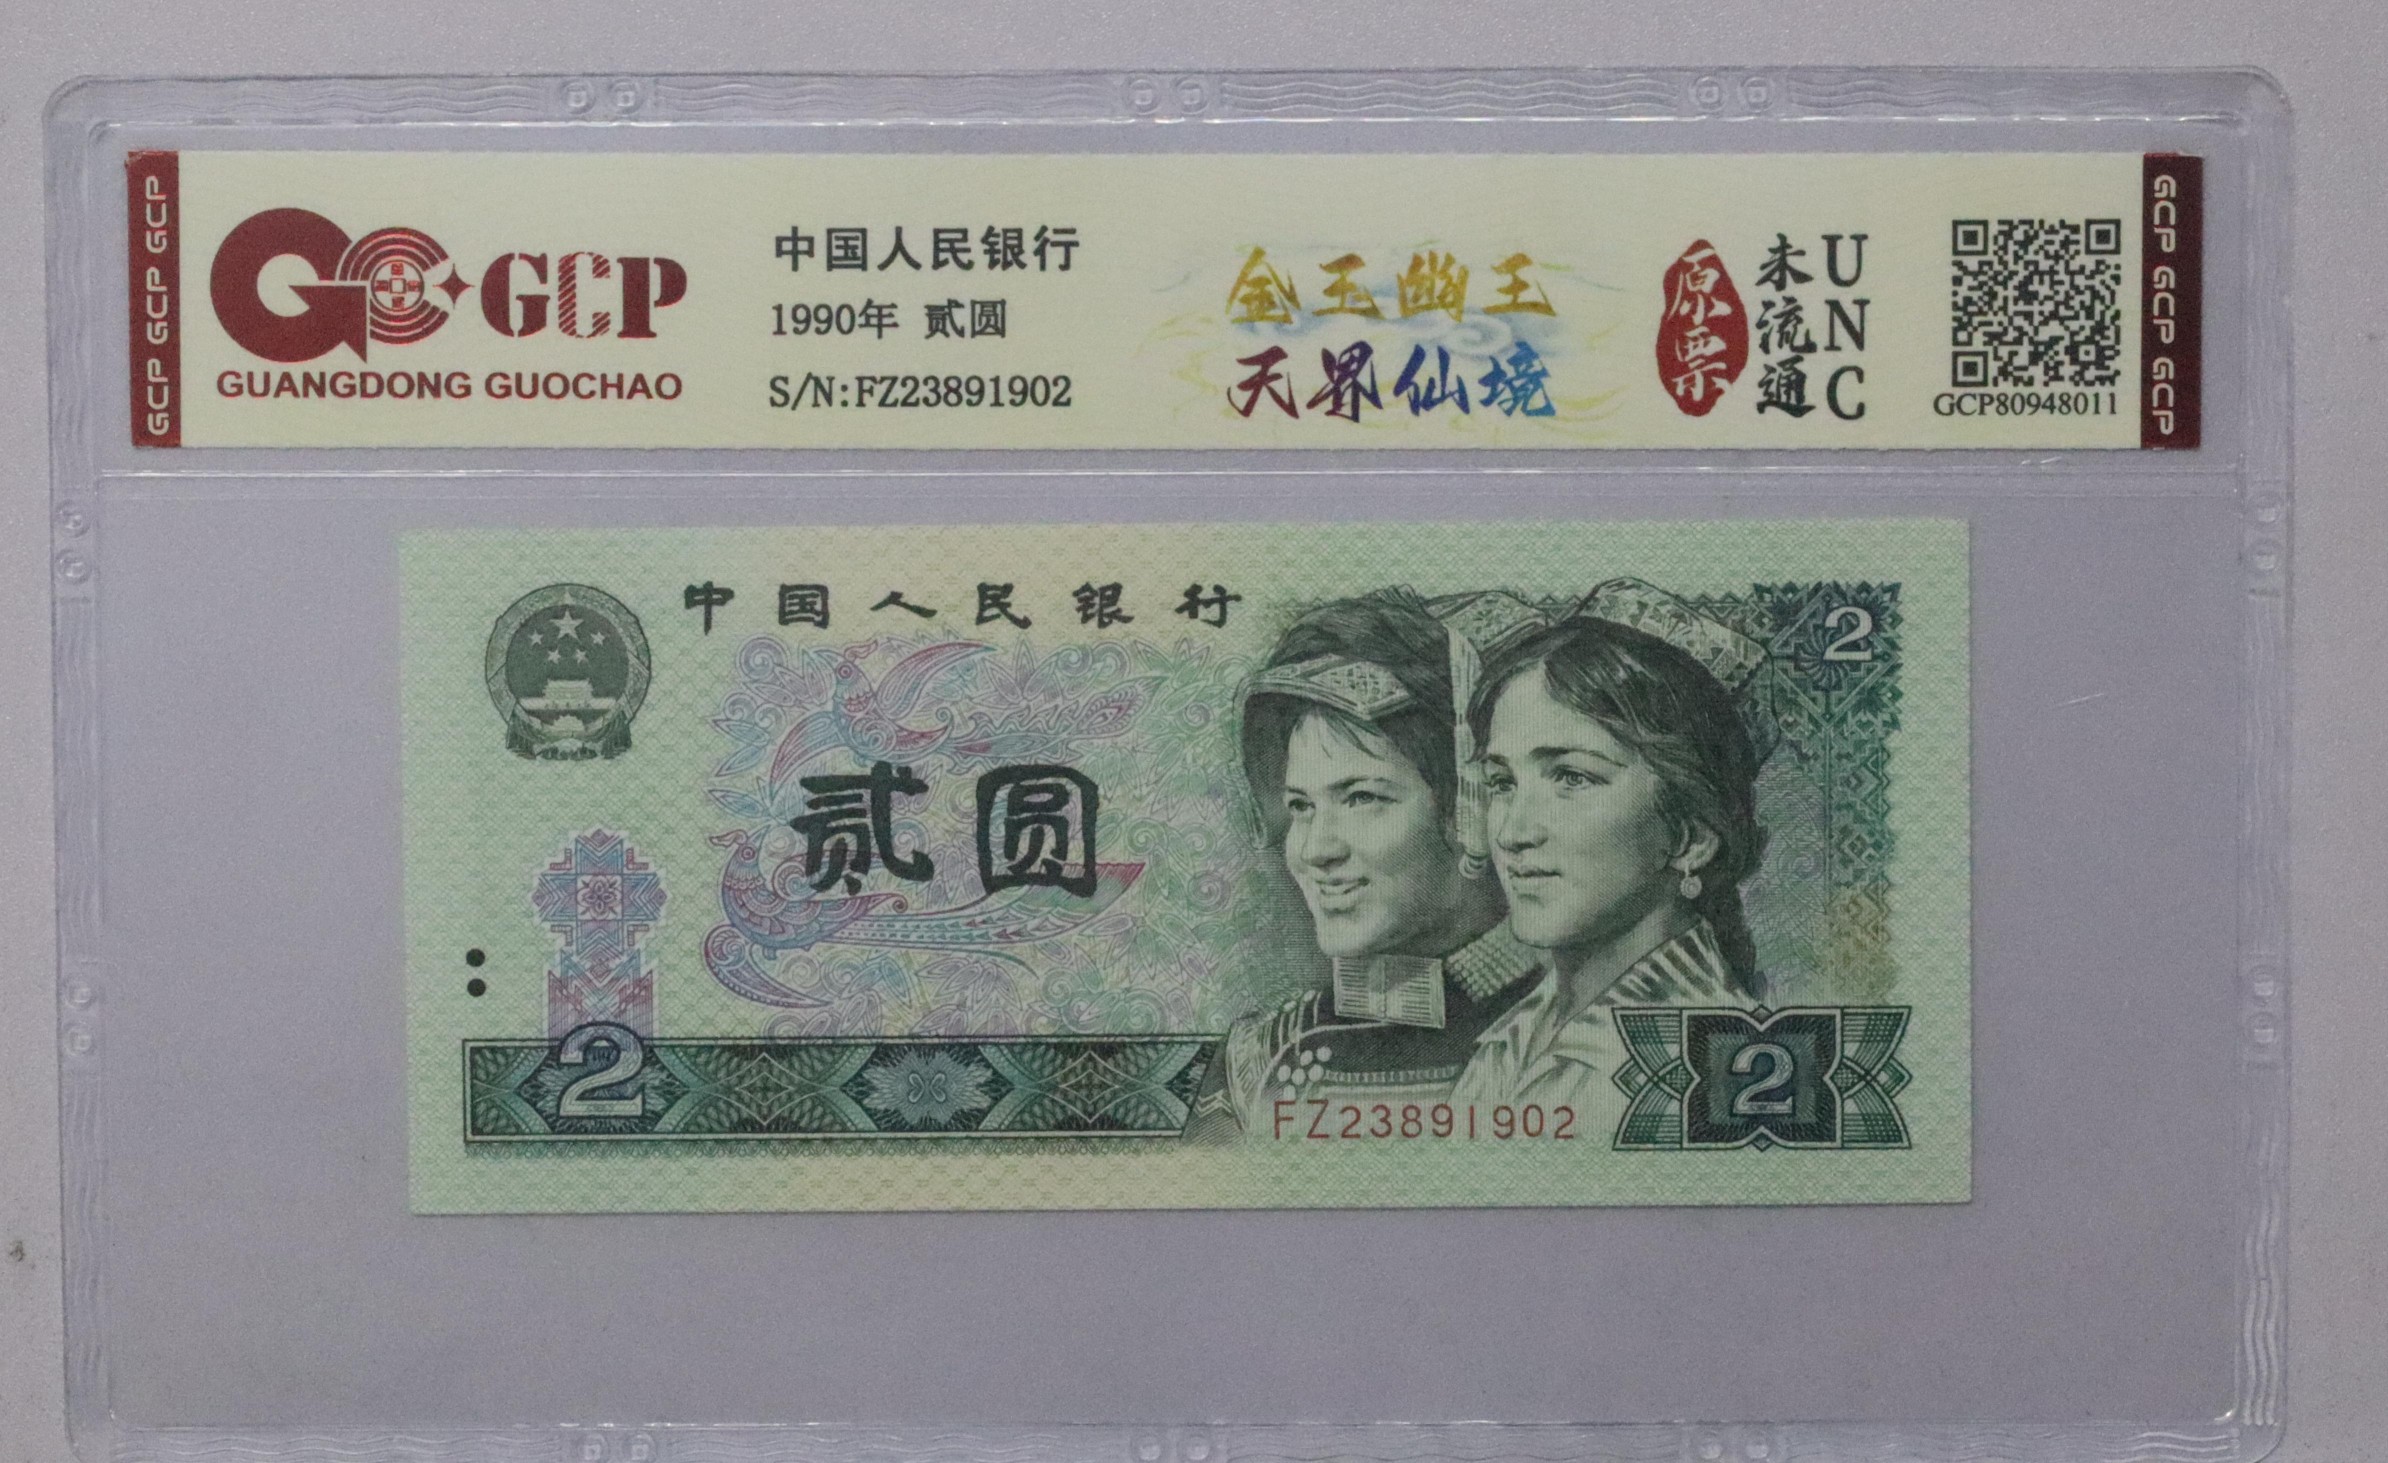 GCP GCP GCP
GCP
GUANGDONG GUOCHAO
中国人民银行
1990年 贰圆
S/N:FZ23891902
金玉幽王
天界仙境
原票
未流通
UNC
GCP80948011
GCP GCP GCP
中国人民银行
2
贰圆
2
FZ23891902
2